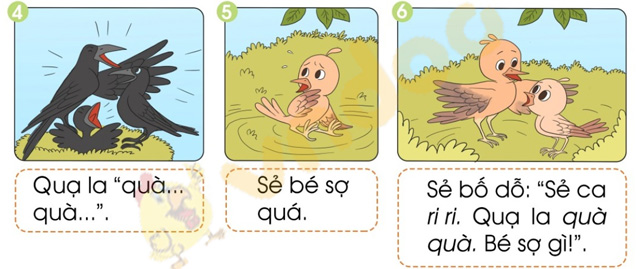 4
5
6
Quạ la “quà...
quà...”.
Sẻ bé sợ
quá.
Sẻ bố dỗ: “Sẻ ca
ri ri. Quạ la quà
quà. Bé sợ gì!”.